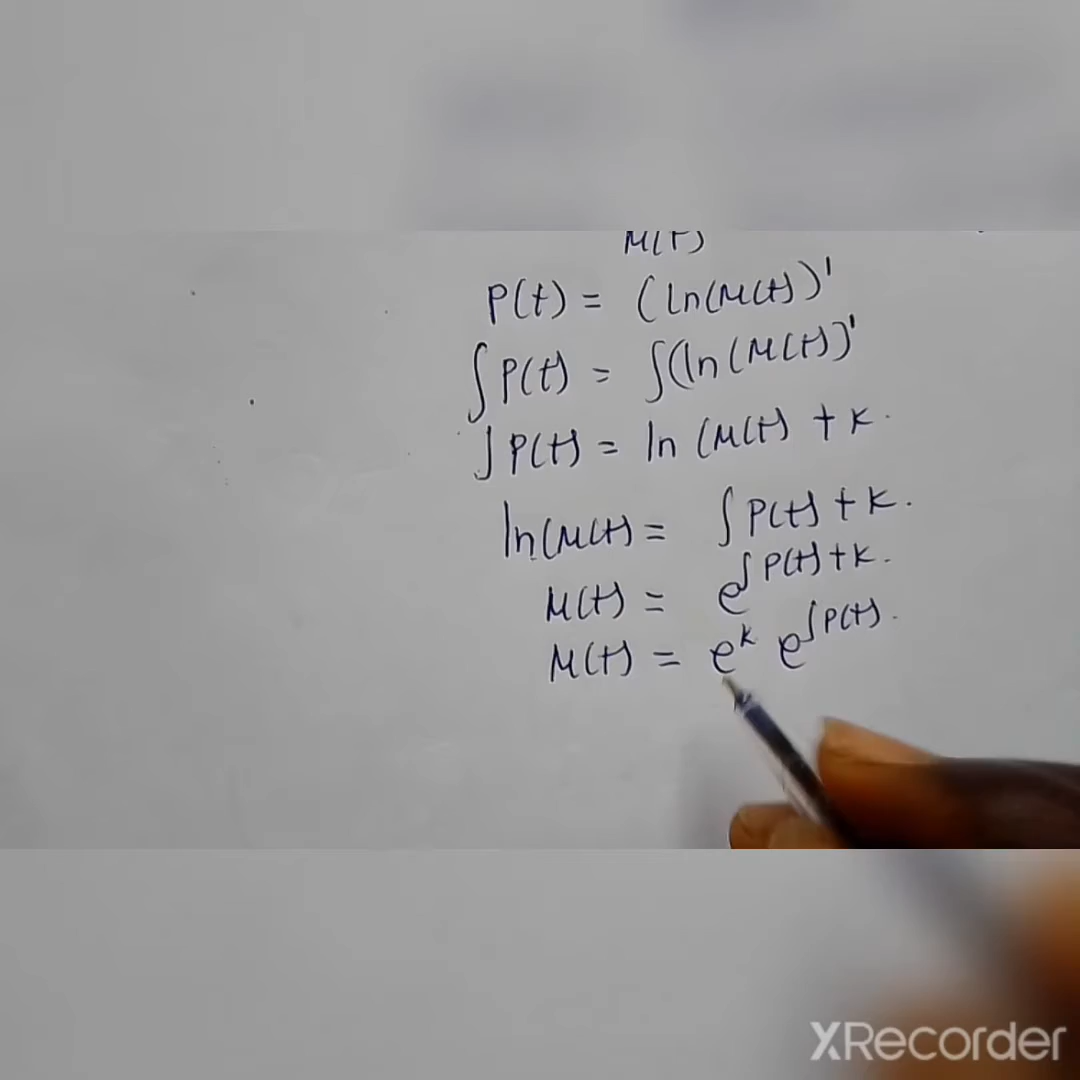 μ(t)
P(t) = (ln(μ(t))'
∫P(t) = ∫(ln(μ(t))'
∫P(t) = ln (μ(t) + k.
ln(μ(t) = ∫P(t) + k.
μ(t) = e^∫P(t)+k.
μ(t) = e^k e^∫P(t).
XRecorder